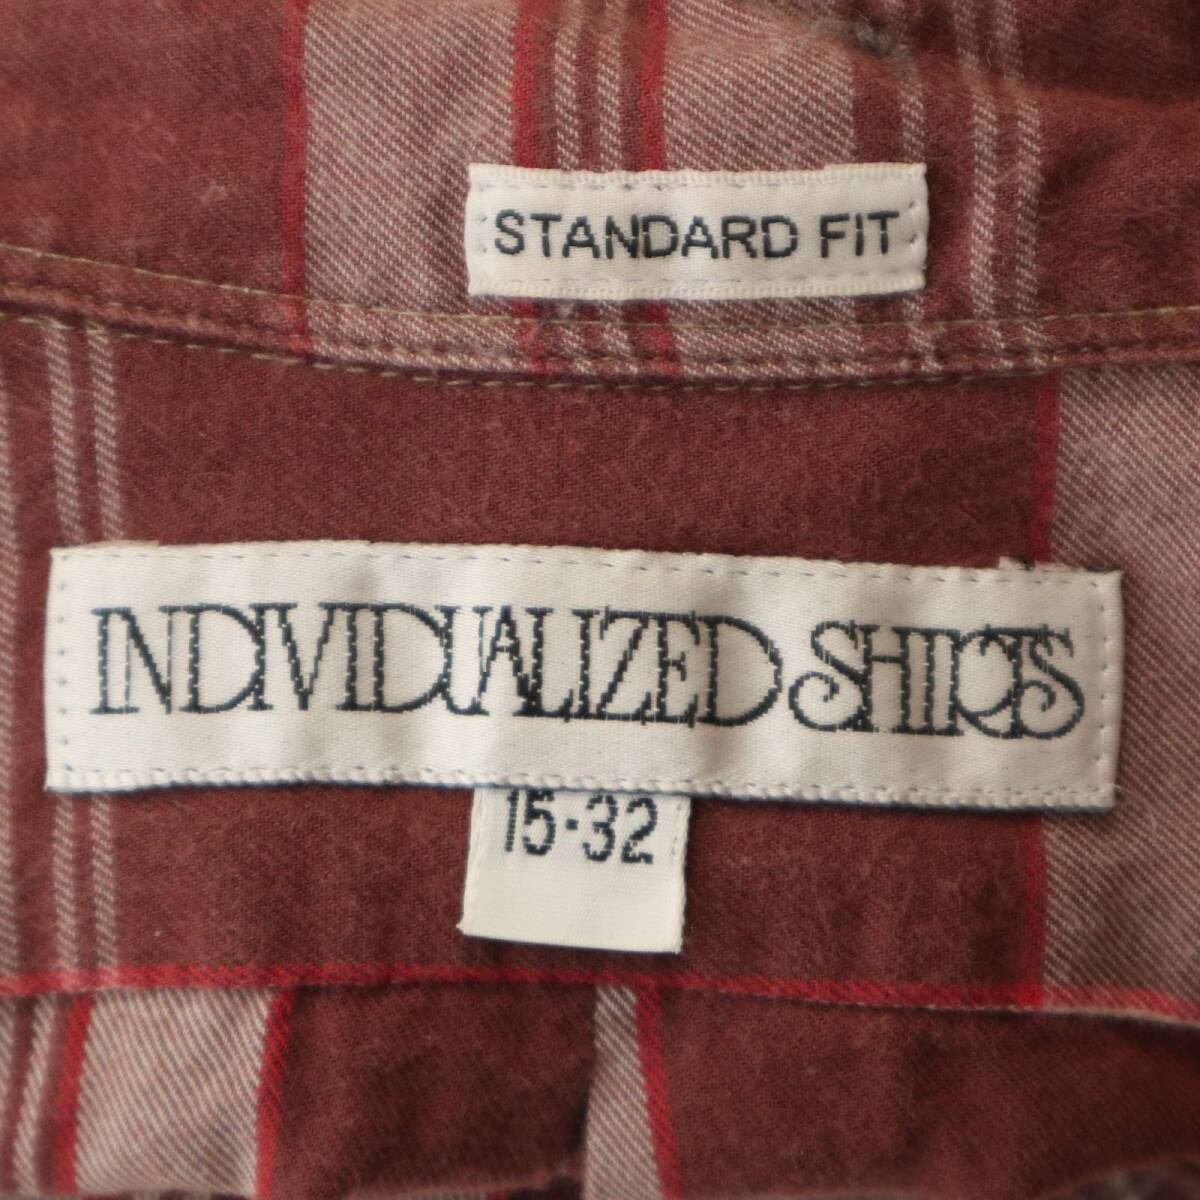 STANDARD FIT
INDIVIDUALIZED SHIRTS
15·32